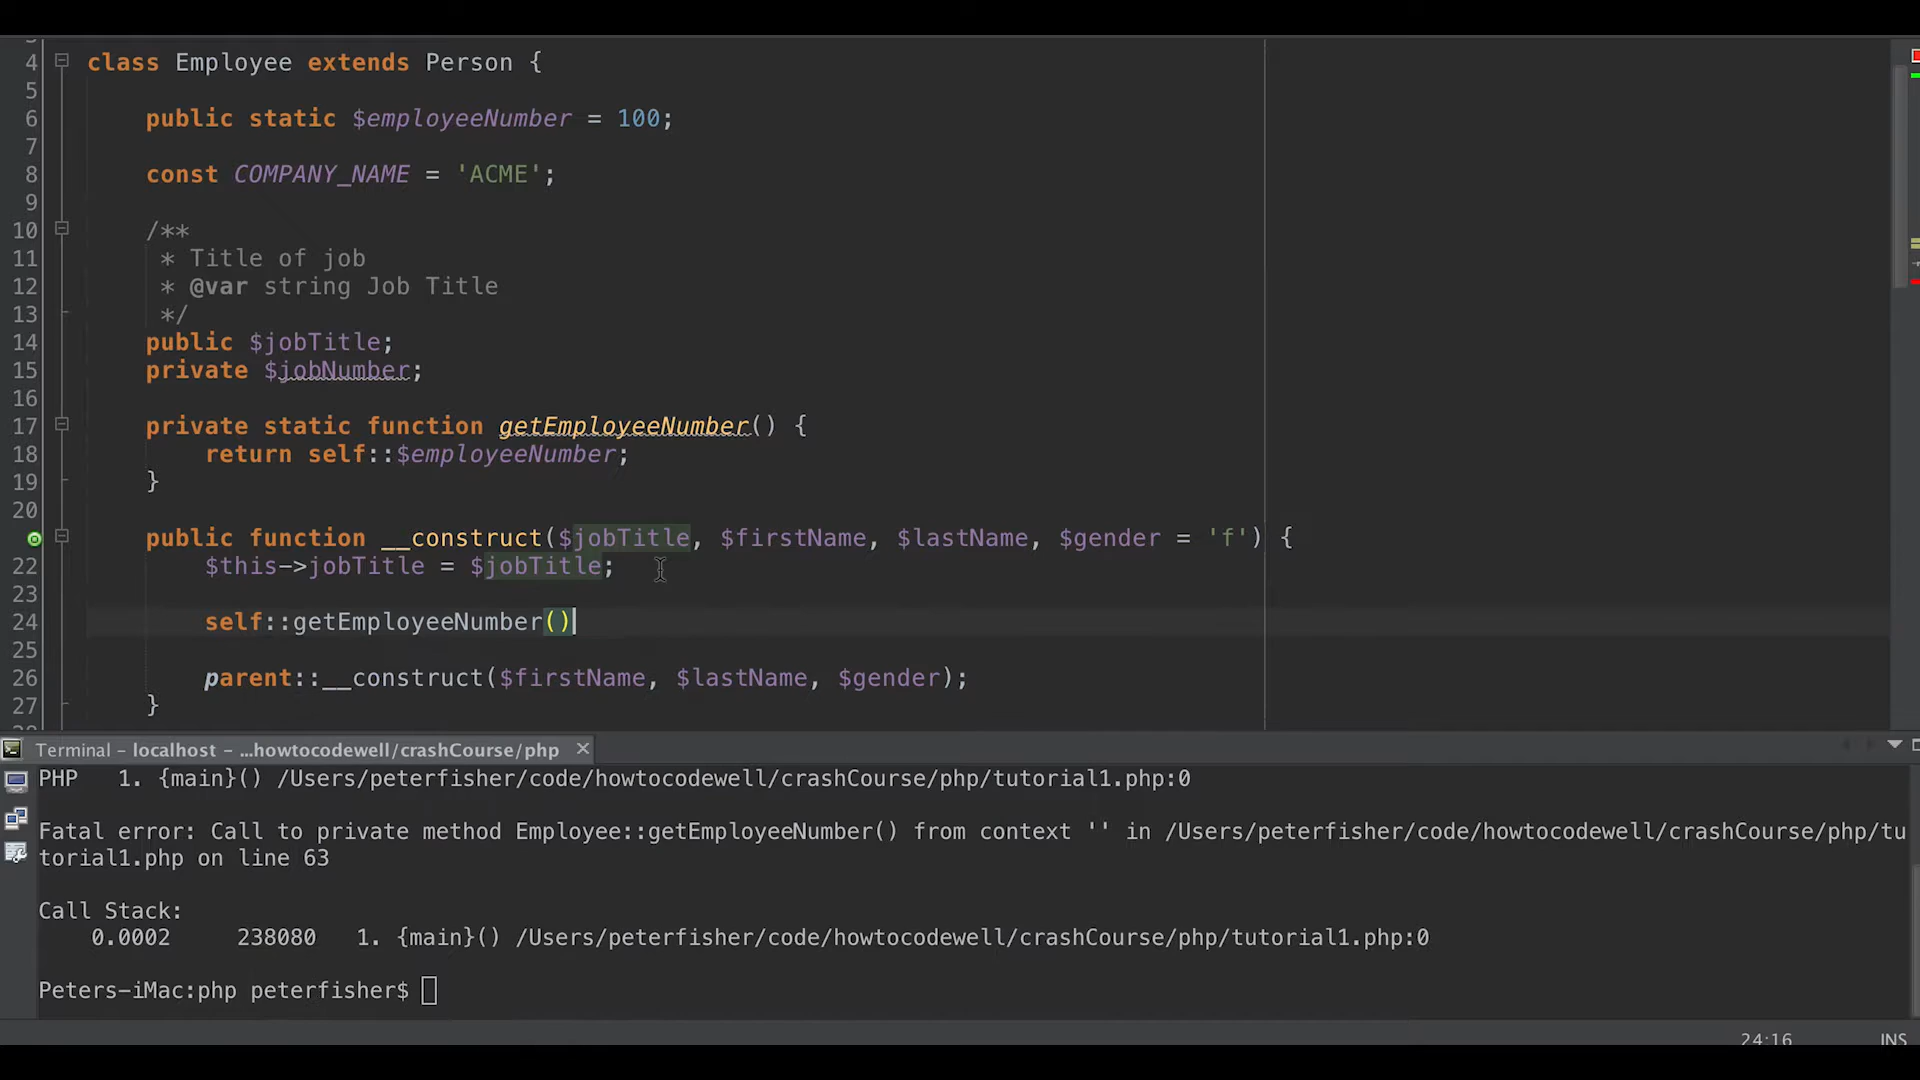 4 class Employee extends Person {
5
6 public static $employeeNumber = 100;
7
8 const COMPANY_NAME = 'ACME';
9
10 /**
11 * Title of job
12 * @var string Job Title
13 */
14 public $jobTitle;
15 private $jobNumber;
16
17 private static function getEmployeeNumber() {
18 return self::$employeeNumber;
19 }
20
public function __construct($jobTitle, $firstName, $lastName, $gender = 'f') {
22 $this->jobTitle = $jobTitle;
23
24 self::getEmployeeNumber()
25
26 parent::__construct($firstName, $lastName, $gender);
27 }
Terminal - localhost - ...howtocodewell/crashCourse/php
PHP 1. {main}() /Users/peterfisher/code/howtocodewell/crashCourse/php/tutorial1.php:0
Fatal error: Call to private method Employee::getEmployeeNumber() from context '' in /Users/peterfisher/code/howtocodewell/crashCourse/php/tu
torial1.php on line 63
Call Stack:
0.0002 238080 1. {main}() /Users/peterfisher/code/howtocodewell/crashCourse/php/tutorial1.php:0
Peters-iMac:php peterfisher$
24:16 INS